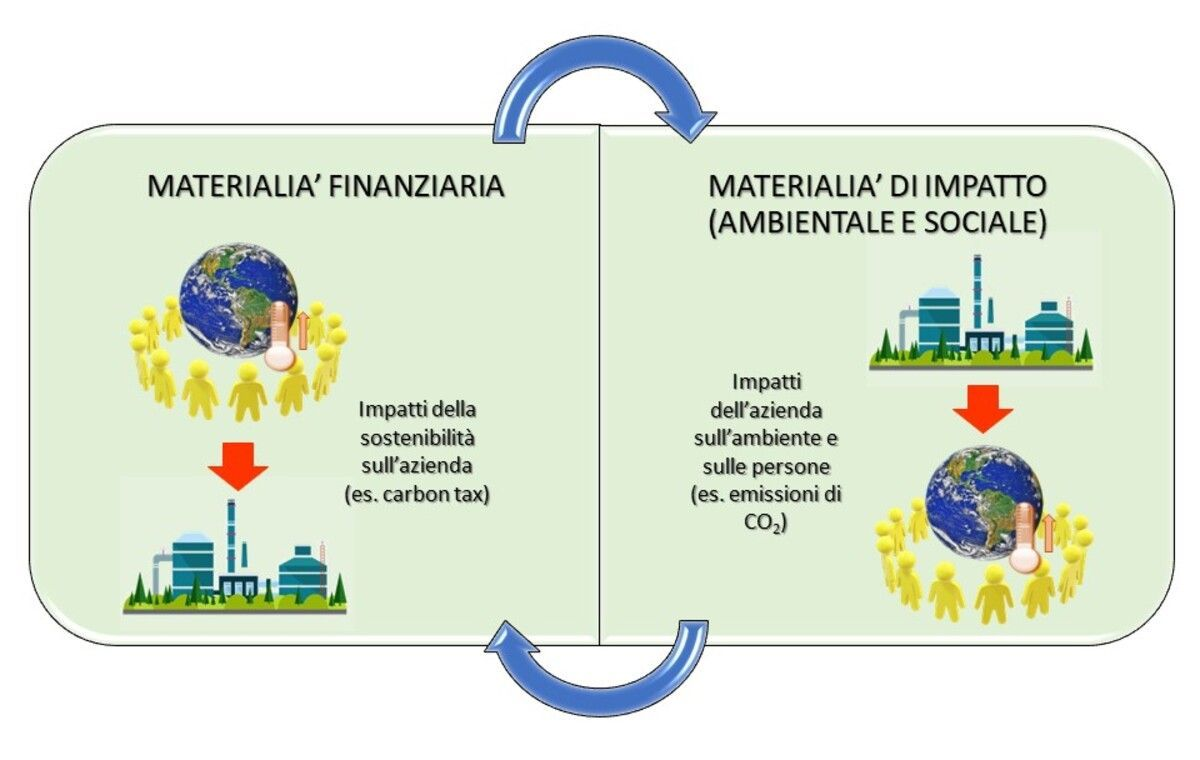 MATERIALIA’ FINANZIARIA
Impatti della
sostenibilità
sull’azienda
(es. carbon tax)
MATERIALIA’ DI IMPATTO
(AMBIENTALE E SOCIALE)
Impatti
dell’azienda
sull’ambiente e
sulle persone
(es. emissioni di
CO₂)